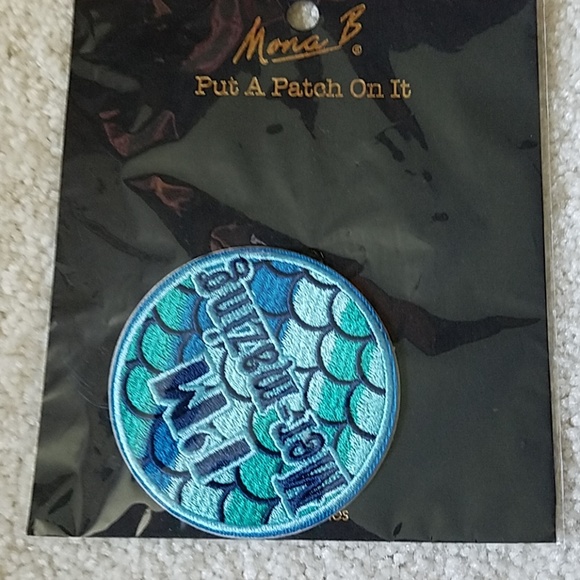 Mona B®
Put A Patch On It
I'M
Mer-mazing